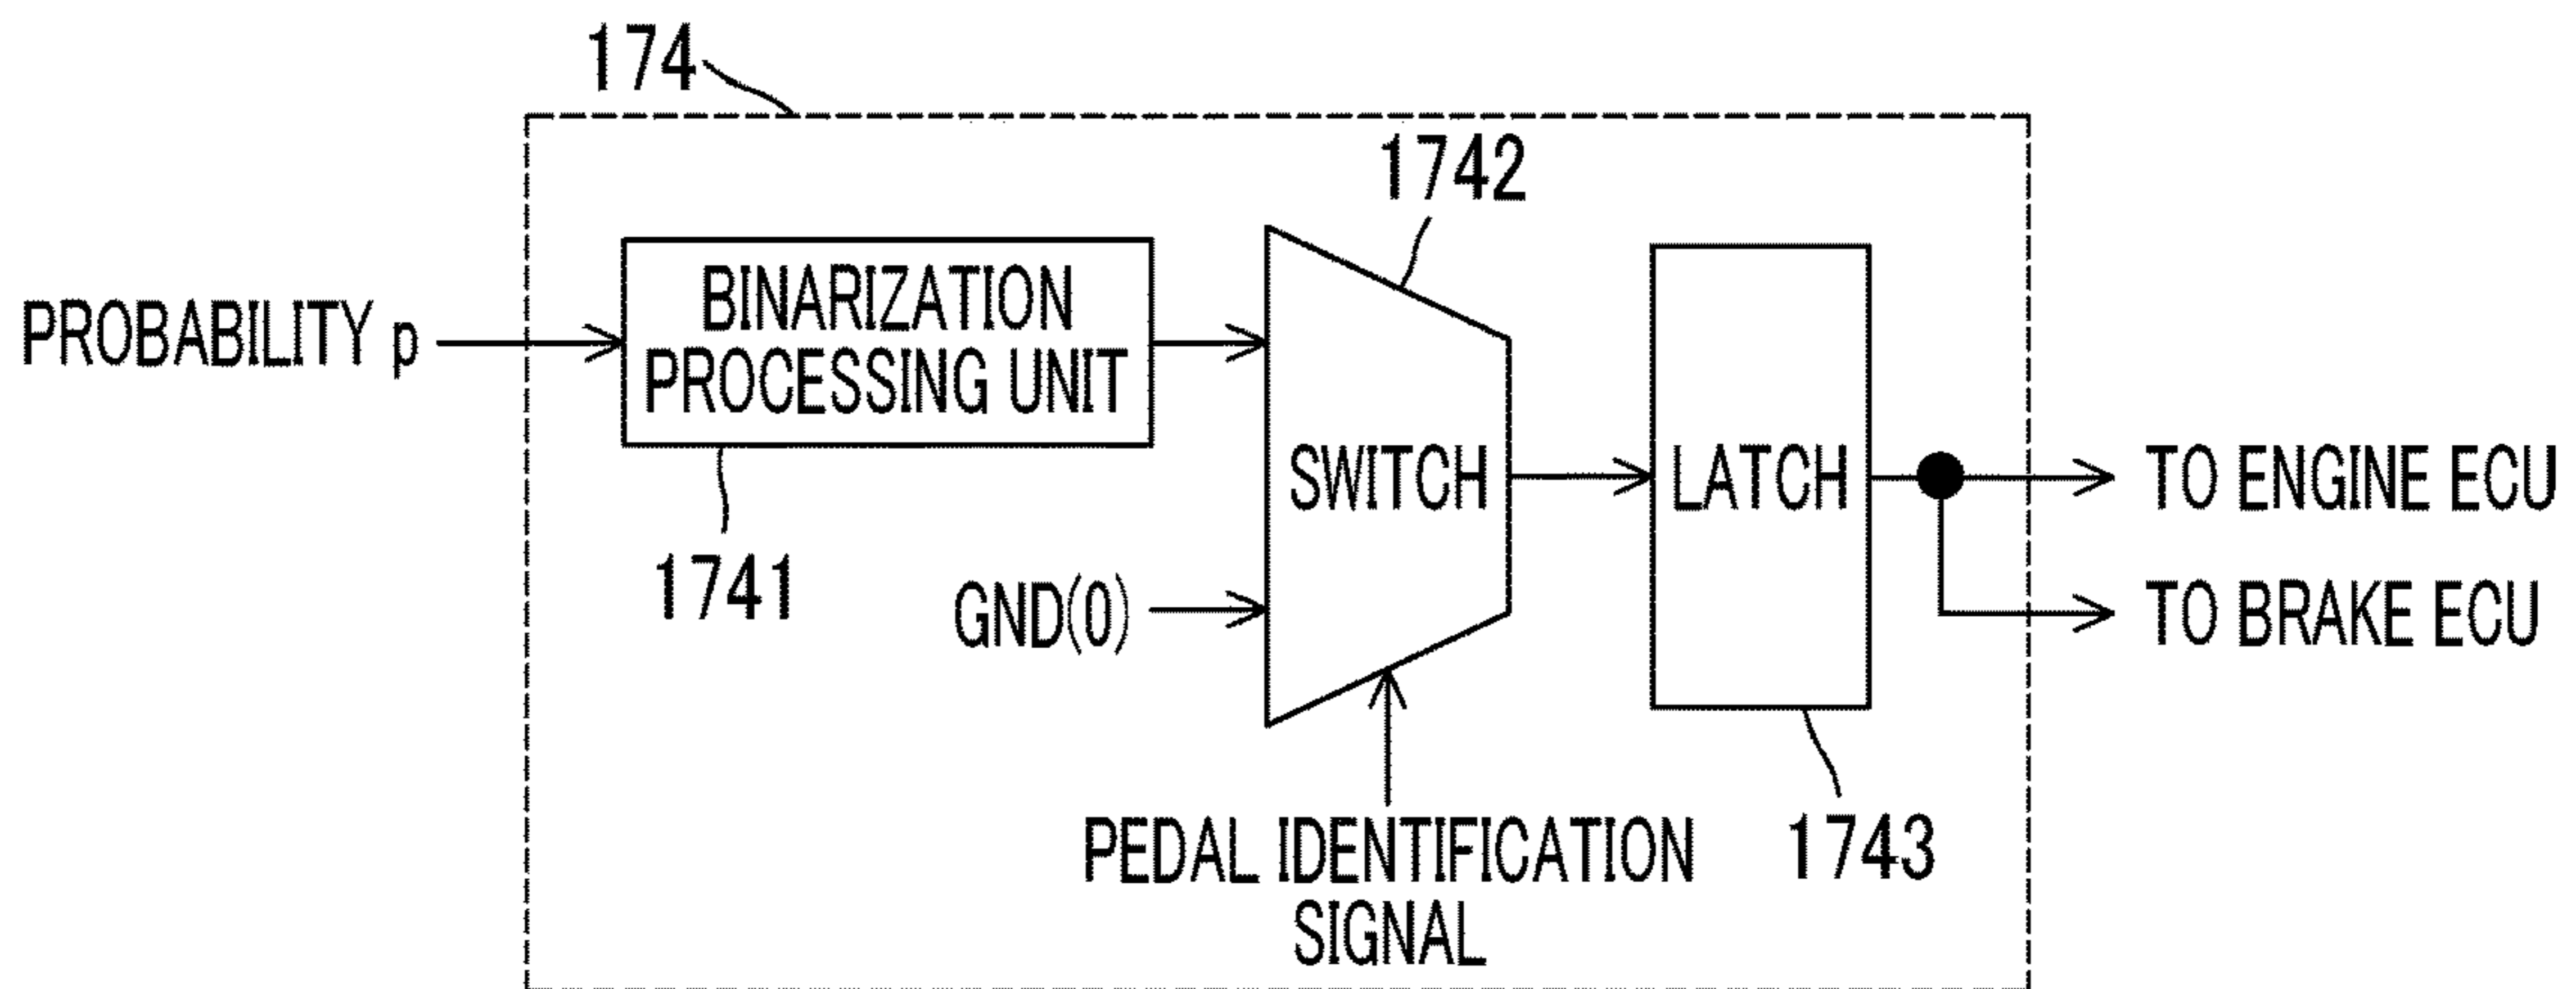 174
1742
BINARIZATION
PROCESSING UNIT
PROBABILITY p
SWITCH
LATCH
TO ENGINE ECU
1741
GND(0)
TO BRAKE ECU
PEDAL IDENTIFICATION
SIGNAL
1743